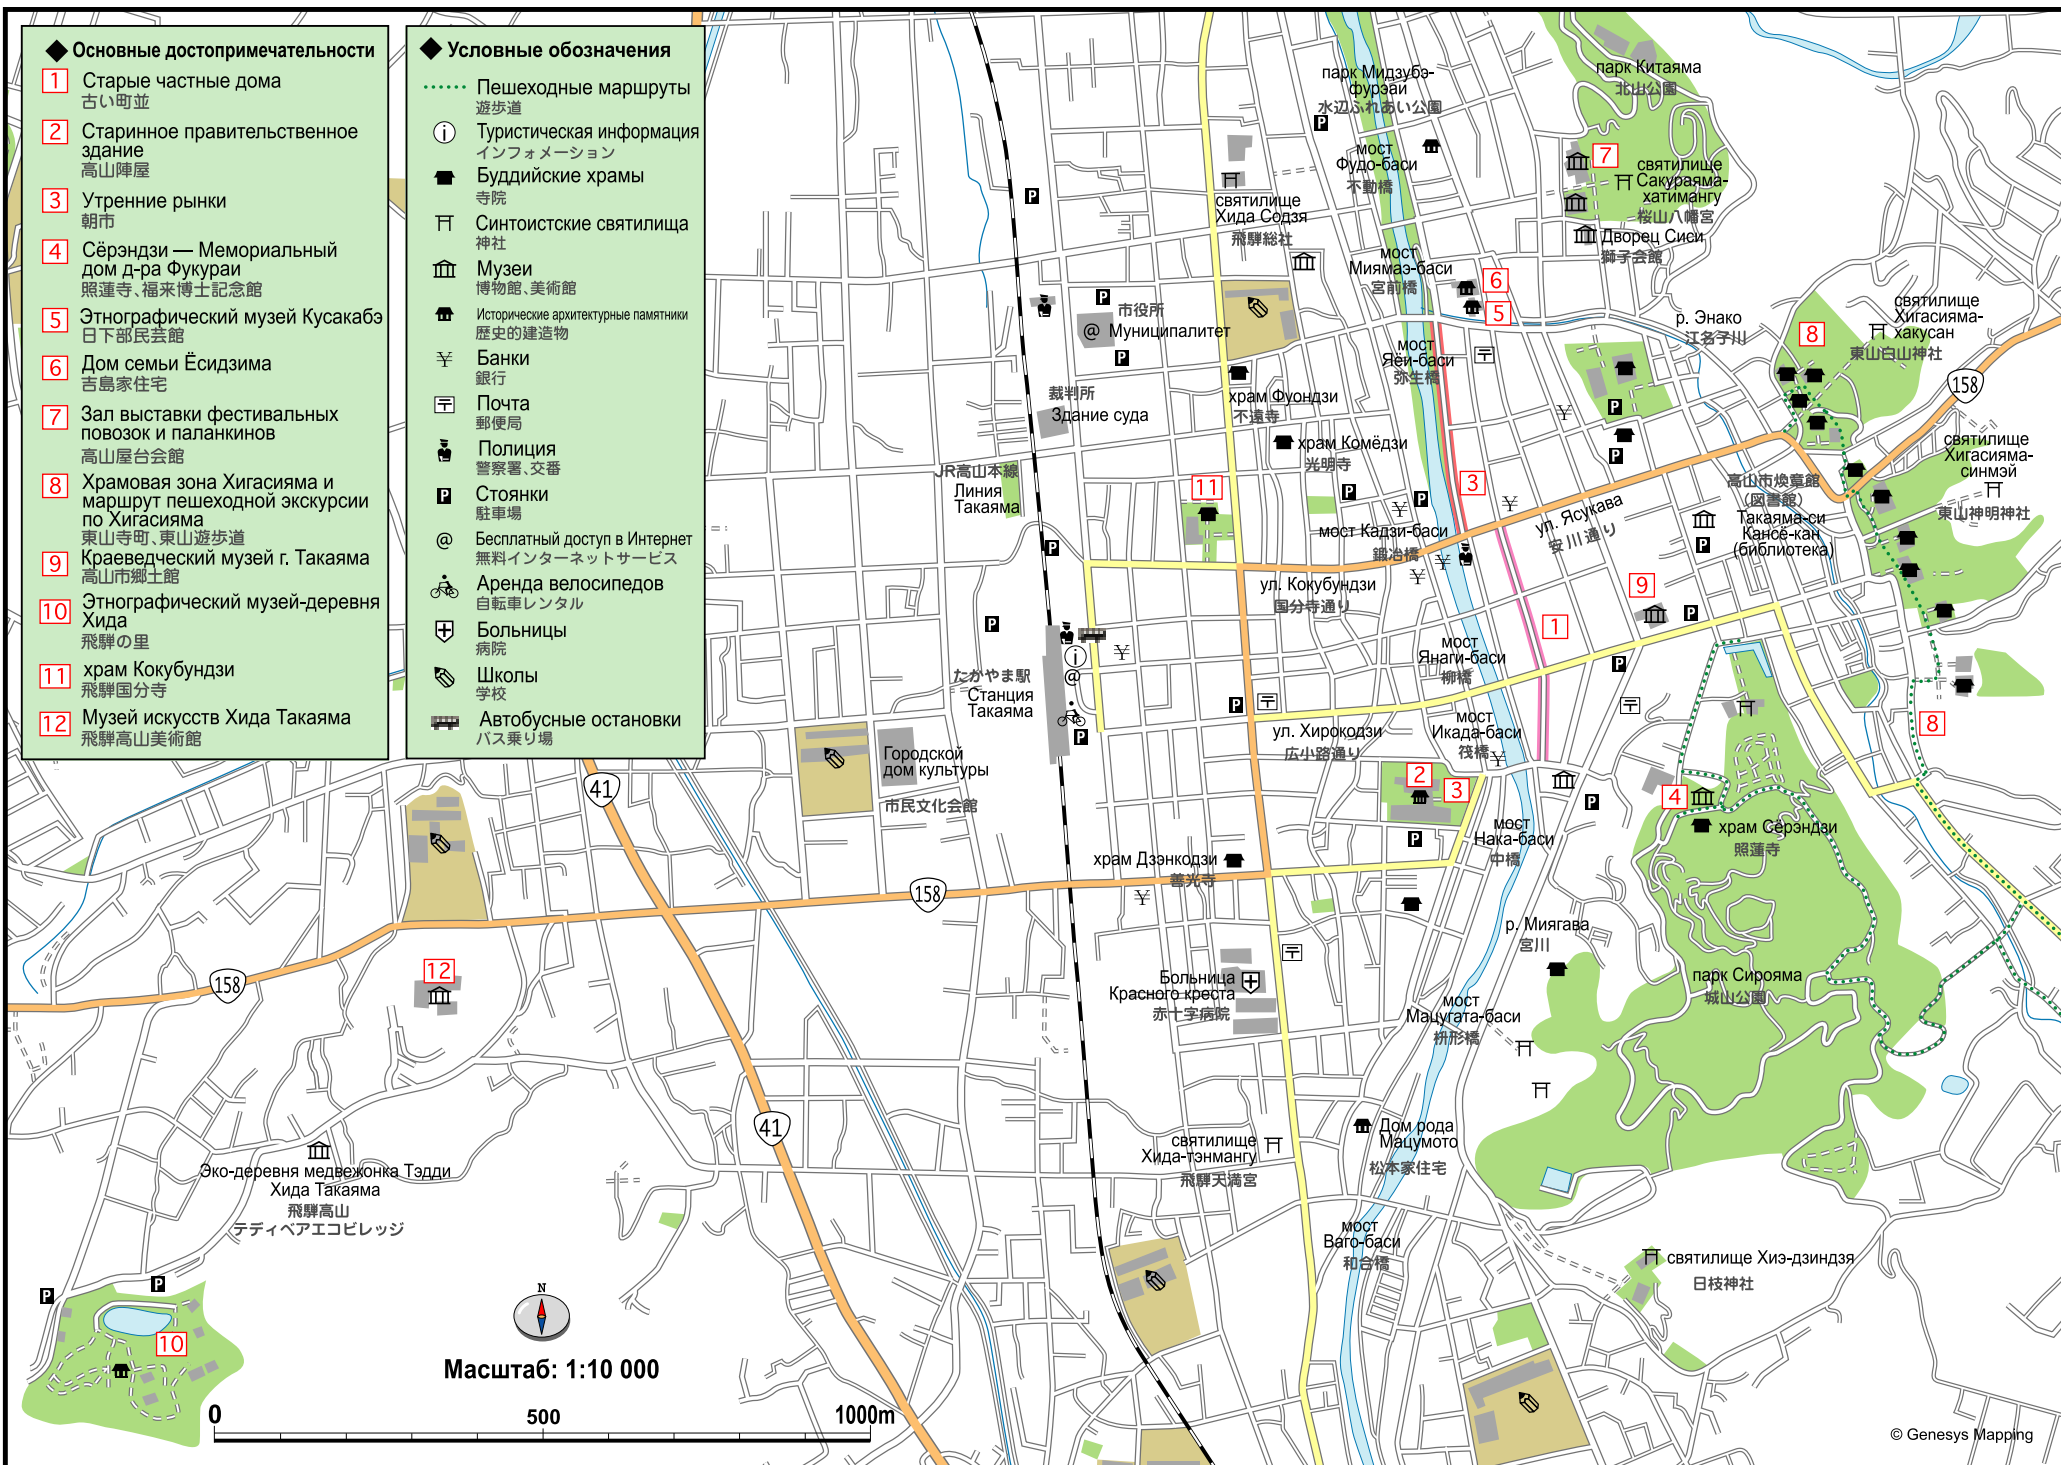 ◆ Основные достопримечательности
1 Старые частные дома
古い町並
2 Старинное правительственное
здание
高山陣屋
3 Утренние рынки
朝市
4 Сёрэндзи — Мемориальный
дом д-ра Фукураи
照蓮寺、福来博士記念館
5 Этнографический музей Кусакабэ
日下部民芸館
6 Дом семьи Ёсидзима
吉島家住宅
7 Зал выставки фестивальных
повозок и паланкинов
高山屋台会館
8 Храмовая зона Хигасияма и
маршрут пешеходной экскурсии
по Хигасияма
東山寺町、東山遊歩道
9 Краеведческий музей г. Такаяма
高山市郷土館
10 Этнографический музей-деревня
Хида
飛騨の里
11 храм Кокубундзи
飛騨国分寺
12 Музей искусств Хида Такаяма
飛騨高山美術館
◆ Условные обозначения
Пешеходные маршруты
遊歩道
i Туристическая информация
インフォメーション
Буддийские храмы
寺院
Синтоистские святилища
神社
Музеи
博物館、美術館
Исторические архитектурные памятники
歴史的建造物
¥ Банки
銀行
〒 Почта
郵便局
Полиция
警察署、交番
P Стоянки
駐車場
@ Бесплатный доступ в Интернет
無料インターネットサービス
Аренда велосипедов
自転車レンタル
Больницы
病院
Школы
学校
Автобусные остановки
バス乗り場
парк Мидзубэ-
фурэаи
水辺ふれあい公園
парк Китаяма
北山公園
мост
Фудо-баси
不動橋
7
святилище
Сакураяма-
хатимангу
桜山八幡宮
Дворец Сиси
獅子会館
святилище
Хида Содзя
飛騨総社
мост
Миямаэ-баси
宮前橋
6
5
святилище
Хигасияма-
хакусан
東山白山神社
р. Энако
江名子川
8
158
市役所
@ Муниципалитет
мост
Яёи-баси
弥生橋
裁判所
Здание суда
храм Фуондзи
不遠寺
храм Комёдзи
光明寺
святилище
Хигасияма-
синмэй
東山神明神社
JR高山本線
Линия
Такаяма
11
3
мост Кадзи-баси
鍛冶橋
ул. Ясукава
安川通り
高山市煥章館
(図書館)
Такаяма-си
Кансё-кан
(библиотека)
ул. Кокубундзи
国分寺通り
9
1
мост
Янаги-баси
柳橋
たかやま駅
Станция
Такаяма
i
@
8
ул. Хирокодзи
広小路通り
мост
Икада-баси
筏橋
Городской
дом культуры
市民文化会館
41
2
3
4
мост
Нака-баси
中橋
храм Сёрэндзи
照蓮寺
храм Дзэнкодзи
善光寺
158
р. Миягава
宮川
158
12
Больница
Красного креста
赤十字病院
парк Сирояма
城山公園
мост
Мацугата-баси
枡形橋
41
Дом рода
Мацумото
松本家住宅
святилище
Хида-тэнмангу
飛騨天満宮
Эко-деревня медвежонка Тэдди
Хида Такаяма
飛騨高山
テディベアエコビレッジ
мост
Ваго-баси
和合橋
святилище Хиэ-дзиндзя
日枝神社
10
N
Масштаб: 1:10 000
0 500 1000m
© Genesys Mapping